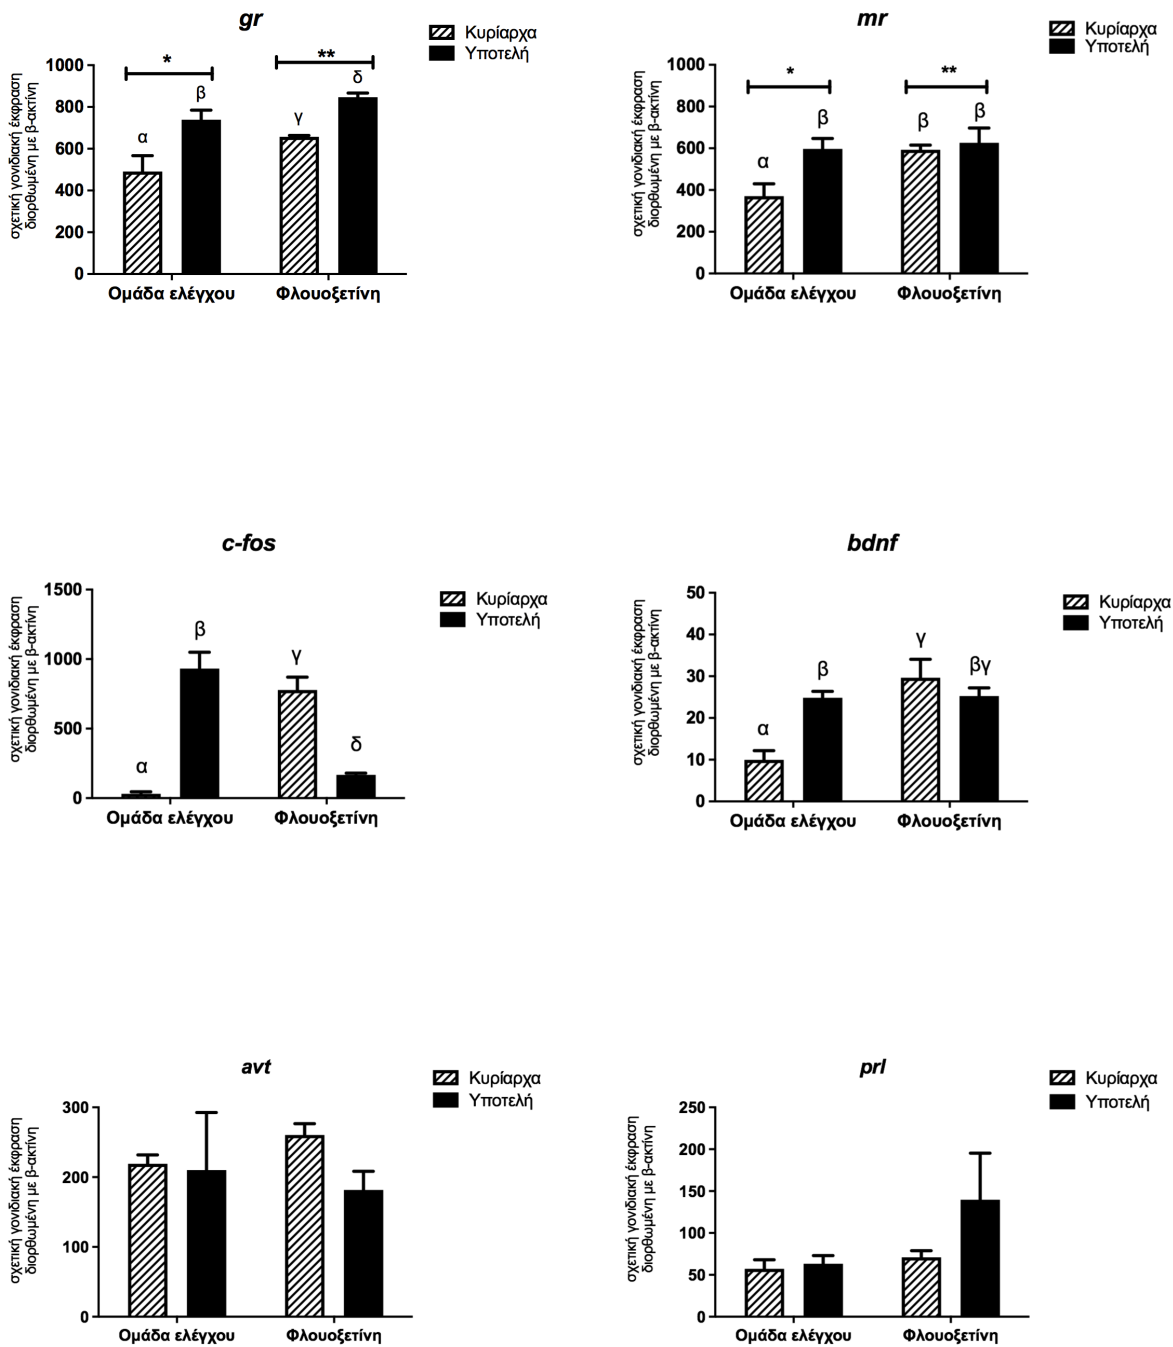 gr
Κυρίαρχα
Υποτελή
σχετική γονιδιακή έκφραση
διορθωμένη με β-ακτίνη
1000
800
600
400
200
0
*
**
α
β
γ
δ
Ομάδα ελέγχου
Φλουοξετίνη
mr
Κυρίαρχα
Υποτελή
σχετική γονιδιακή έκφραση
διορθωμένη με β-ακτίνη
1000
800
600
400
200
0
*
**
α
β
β
β
Ομάδα ελέγχου
Φλουοξετίνη
c-fos
Κυρίαρχα
Υποτελή
σχετική γονιδιακή έκφραση
διορθωμένη με β-ακτίνη
1500
1000
500
0
α
β
γ
δ
Ομάδα ελέγχου
Φλουοξετίνη
bdnf
Κυρίαρχα
Υποτελή
σχετική γονιδιακή έκφραση
διορθωμένη με β-ακτίνη
50
40
30
20
10
0
α
β
γ
βγ
Ομάδα ελέγχου
Φλουοξετίνη
avt
Κυρίαρχα
Υποτελή
σχετική γονιδιακή έκφραση
διορθωμένη με β-ακτίνη
300
200
100
0
Ομάδα ελέγχου
Φλουοξετίνη
prl
Κυρίαρχα
Υποτελή
σχετική γονιδιακή έκφραση
διορθωμένη με β-ακτίνη
250
200
150
100
50
0
Ομάδα ελέγχου
Φλουοξετίνη